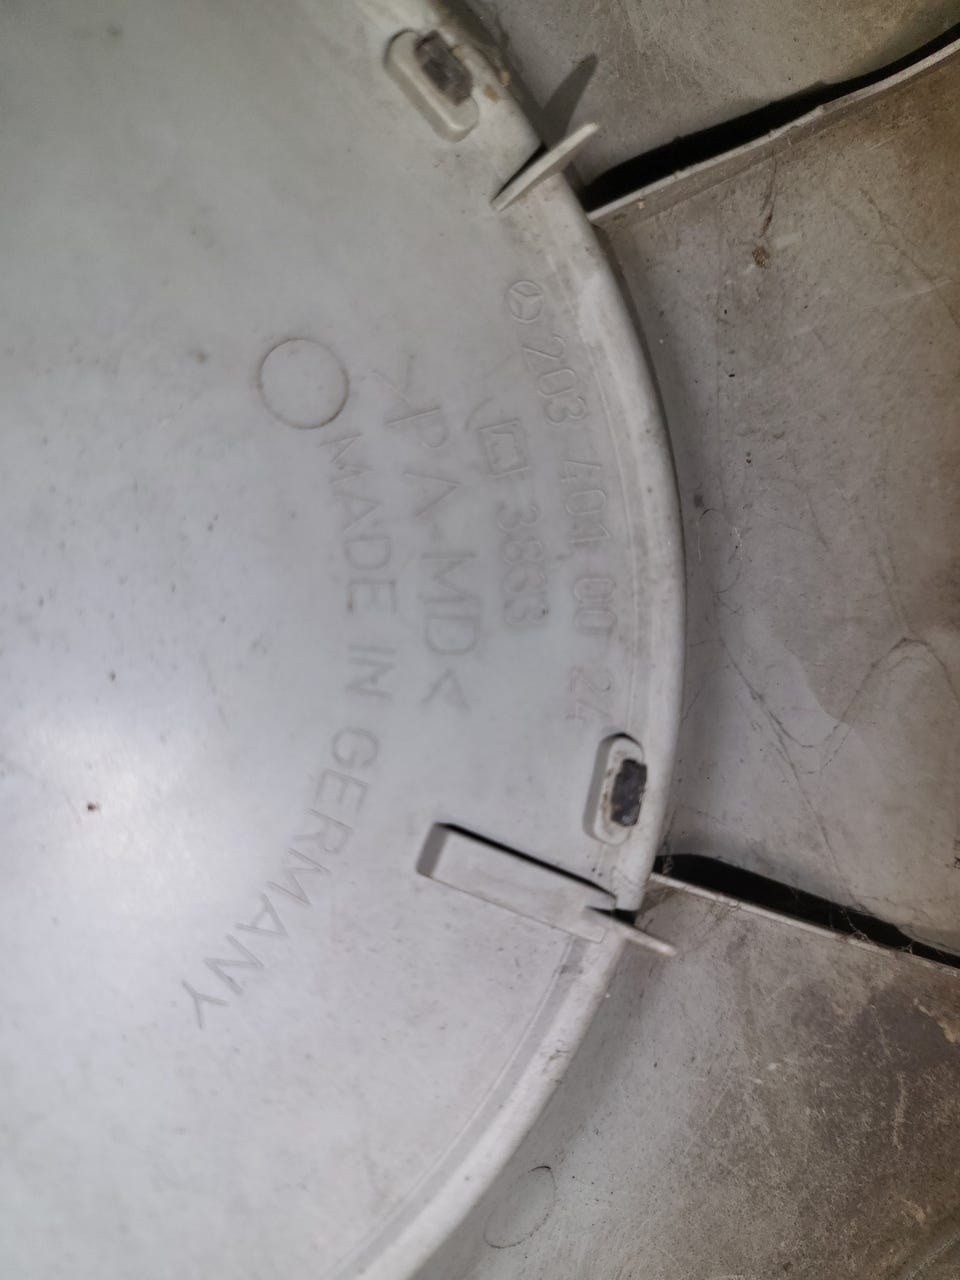 203 401 00 24
3863
>PA-MD<
MADE IN GERMANY